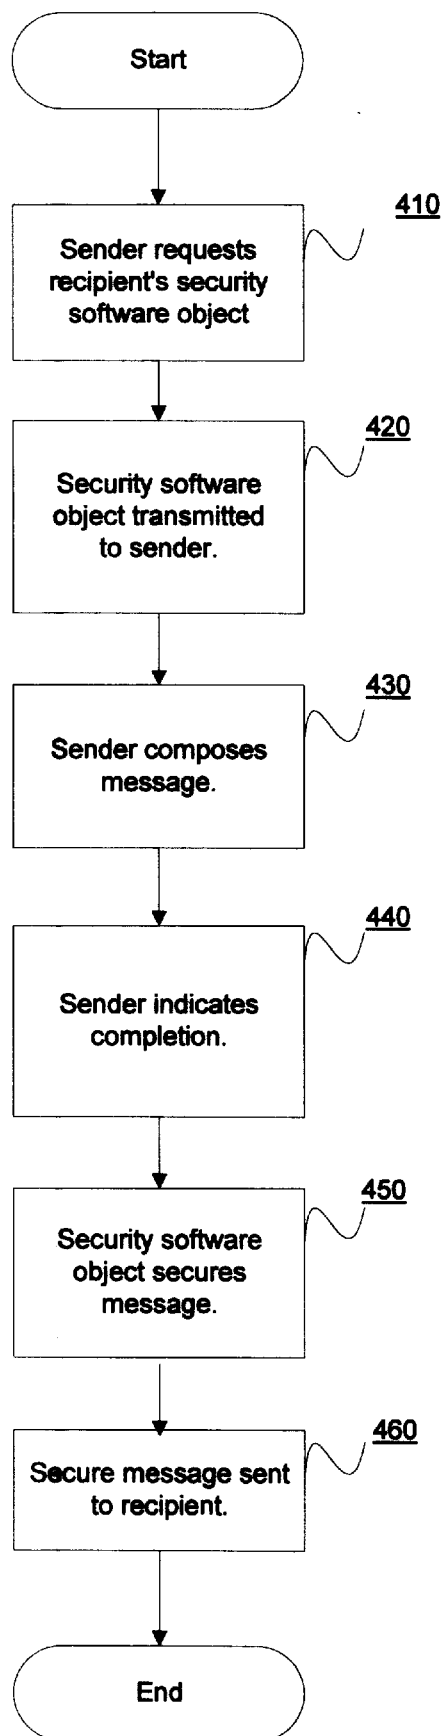 Start
410
Sender requests
recipient's security
software object
420
Security software
object transmitted
to sender.
430
Sender composes
message.
440
Sender indicates
completion.
450
Security software
object secures
message.
460
Secure message sent
to recipient.
End